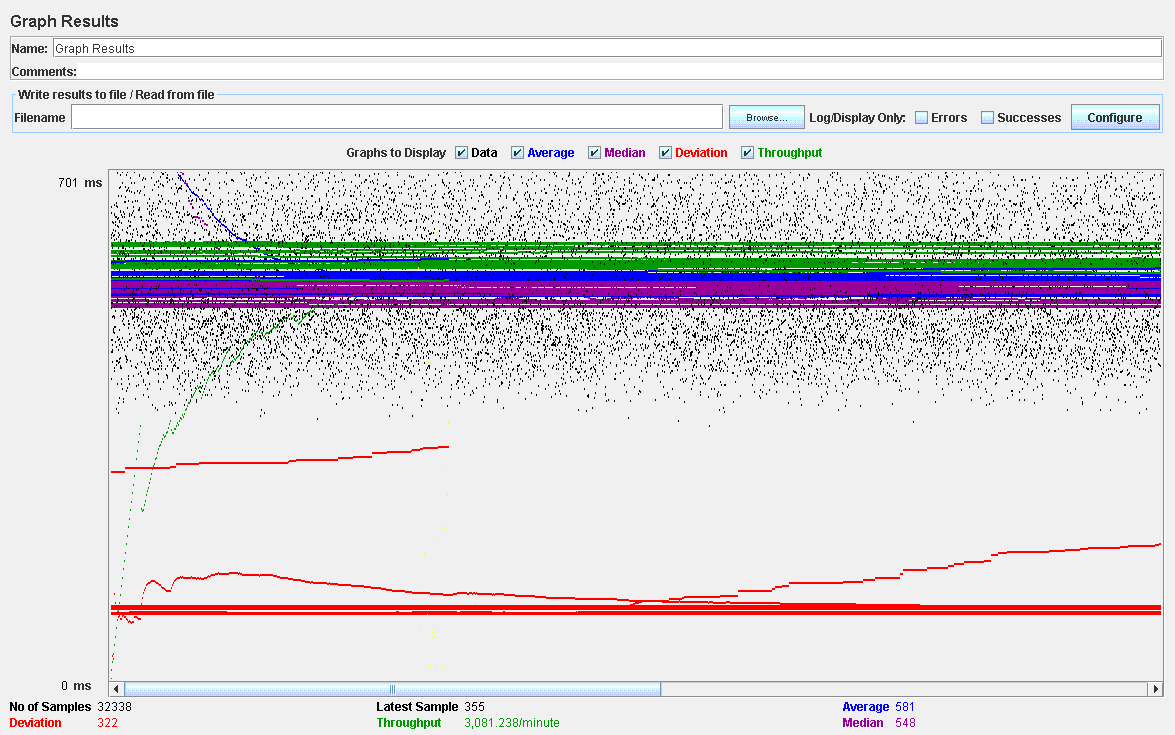 Graph Results
Name: Graph Results
Comments:
Write results to file / Read from file
Filename Browse... Log/Display Only: Errors Successes Configure
Graphs to Display Data Average Median Deviation Throughput
701 ms
0 ms
No of Samples 32338 Latest Sample 355 Average 581
Deviation 322 Throughput 3,081.238/minute Median 548